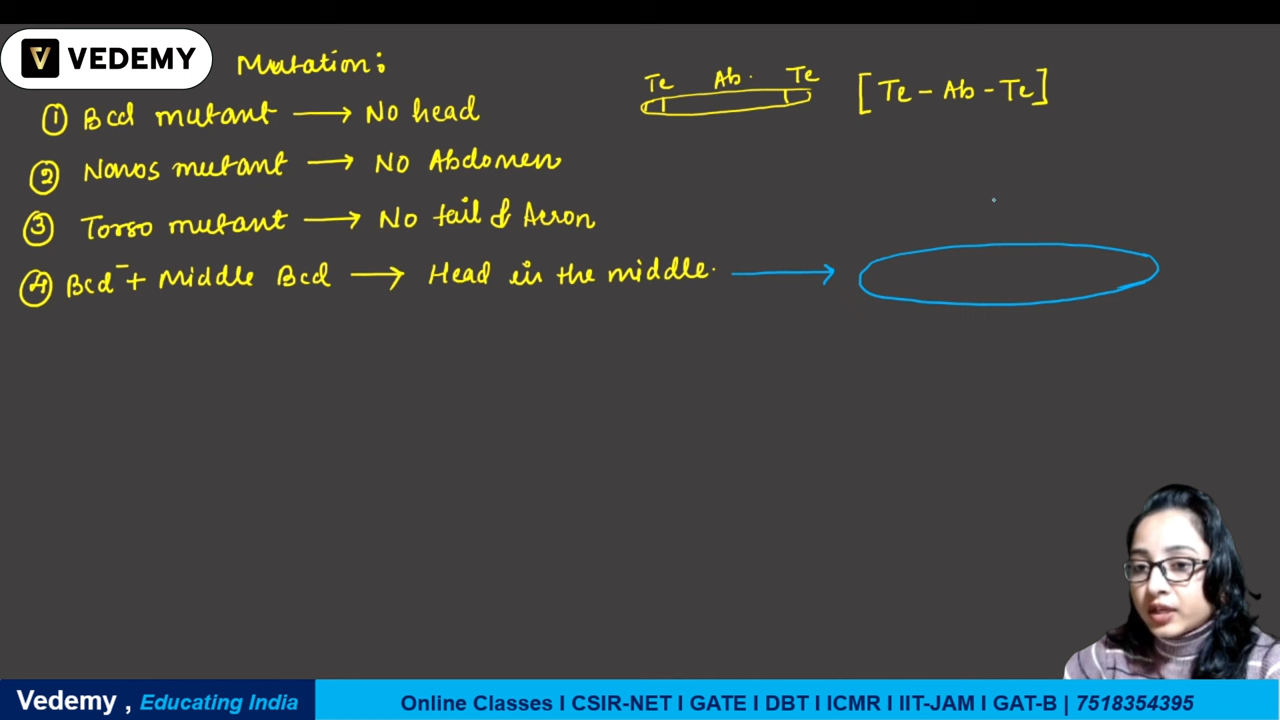 VEDEMY
Mutation:
Te Ab. Te [Te - Ab - Te]
① Bcd mutant → No head
② Nanos mutant → No Abdomen
③ Torso mutant → No tail & Acron
④ Bcd⁻ + Middle Bcd → Head in the middle. →
Vedemy , Educating India
Online Classes I CSIR-NET I GATE I DBT I ICMR I IIT-JAM I GAT-B | 7518354395